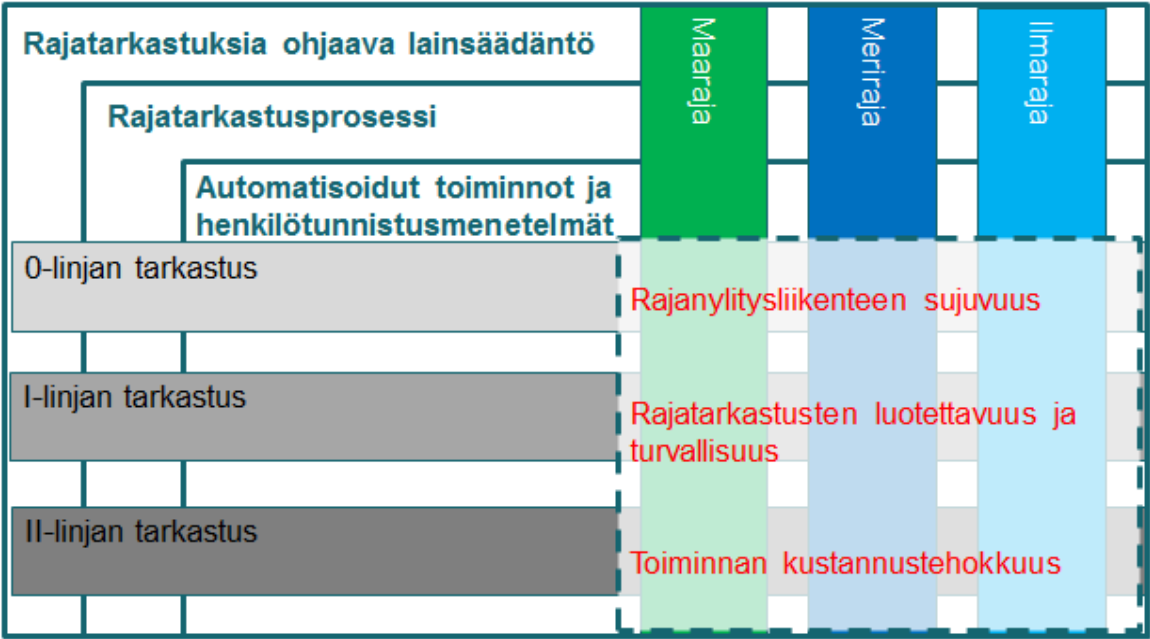 Rajatarkastuksia ohjaava lainsäädäntö
Maaraja
Meriraja
Ilmaraja
Rajatarkastusprosessi
Automatisoidut toiminnot ja
henkilötunnistusmenetelmät
0-linjan tarkastus
Rajanylitysliikenteen sujuvuus
I-linjan tarkastus
Rajatarkastusten luotettavuus ja
turvallisuus
II-linjan tarkastus
Toiminnan kustannustehokkuus